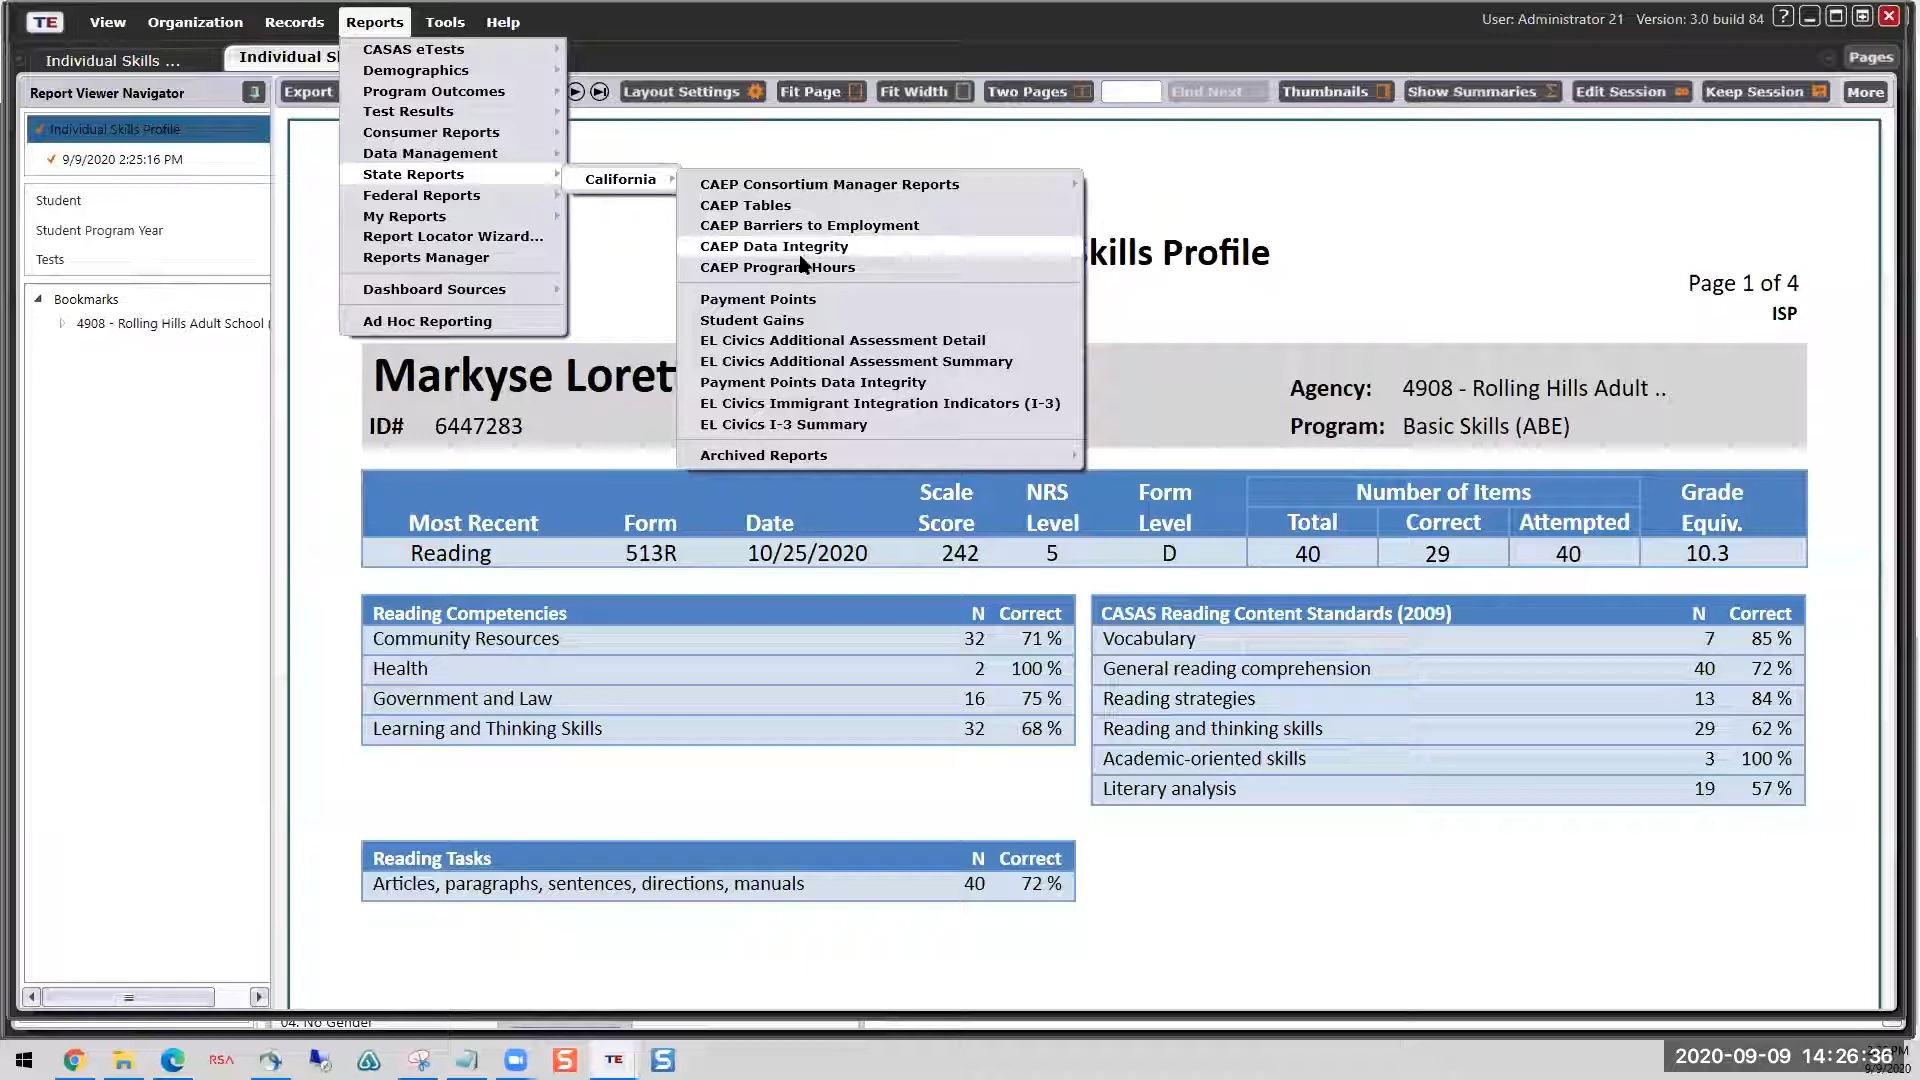 TE View Organization Records Reports Tools Help User: Administrator 21 Version: 3.0 build 84 ?
Individual Skills ... Individual S Pages
Report Viewer Navigator Export Layout Settings Fit Page Fit Width Two Pages Find Next Thumbnails Show Summaries Edit Session Keep Session More
Individual Skills Profile
9/9/2020 2:25:16 PM
Student
Student Program Year
Tests
Bookmarks
4908 - Rolling Hills Adult School (
CASAS eTests
Demographics
Program Outcomes
Test Results
Consumer Reports
Data Management
State Reports
Federal Reports
My Reports
Report Locator Wizard...
Reports Manager
Dashboard Sources
Ad Hoc Reporting
California
CAEP Consortium Manager Reports
CAEP Tables
CAEP Barriers to Employment
CAEP Data Integrity
CAEP Program Hours
Payment Points
Student Gains
EL Civics Additional Assessment Detail
EL Civics Additional Assessment Summary
Payment Points Data Integrity
EL Civics Immigrant Integration Indicators (I-3)
EL Civics I-3 Summary
Archived Reports
kills Profile
Page 1 of 4
ISP
Markyse Loret
ID# 6447283
Agency: 4908 - Rolling Hills Adult ..
Program: Basic Skills (ABE)
Scale NRS Form Number of Items Grade
Most Recent Form Date Score Level Level Total Correct Attempted Equiv.
Reading 513R 10/25/2020 242 5 D 40 29 40 10.3
Reading Competencies N Correct
Community Resources 32 71 %
Health 2 100 %
Government and Law 16 75 %
Learning and Thinking Skills 32 68 %
CASAS Reading Content Standards (2009) N Correct
Vocabulary 7 85 %
General reading comprehension 40 72 %
Reading strategies 13 84 %
Reading and thinking skills 29 62 %
Academic-oriented skills 3 100 %
Literary analysis 19 57 %
Reading Tasks N Correct
Articles, paragraphs, sentences, directions, manuals 40 72 %
04. No Gender
RSA S TE S
2020-09-09 14:26:36
9/9/2020